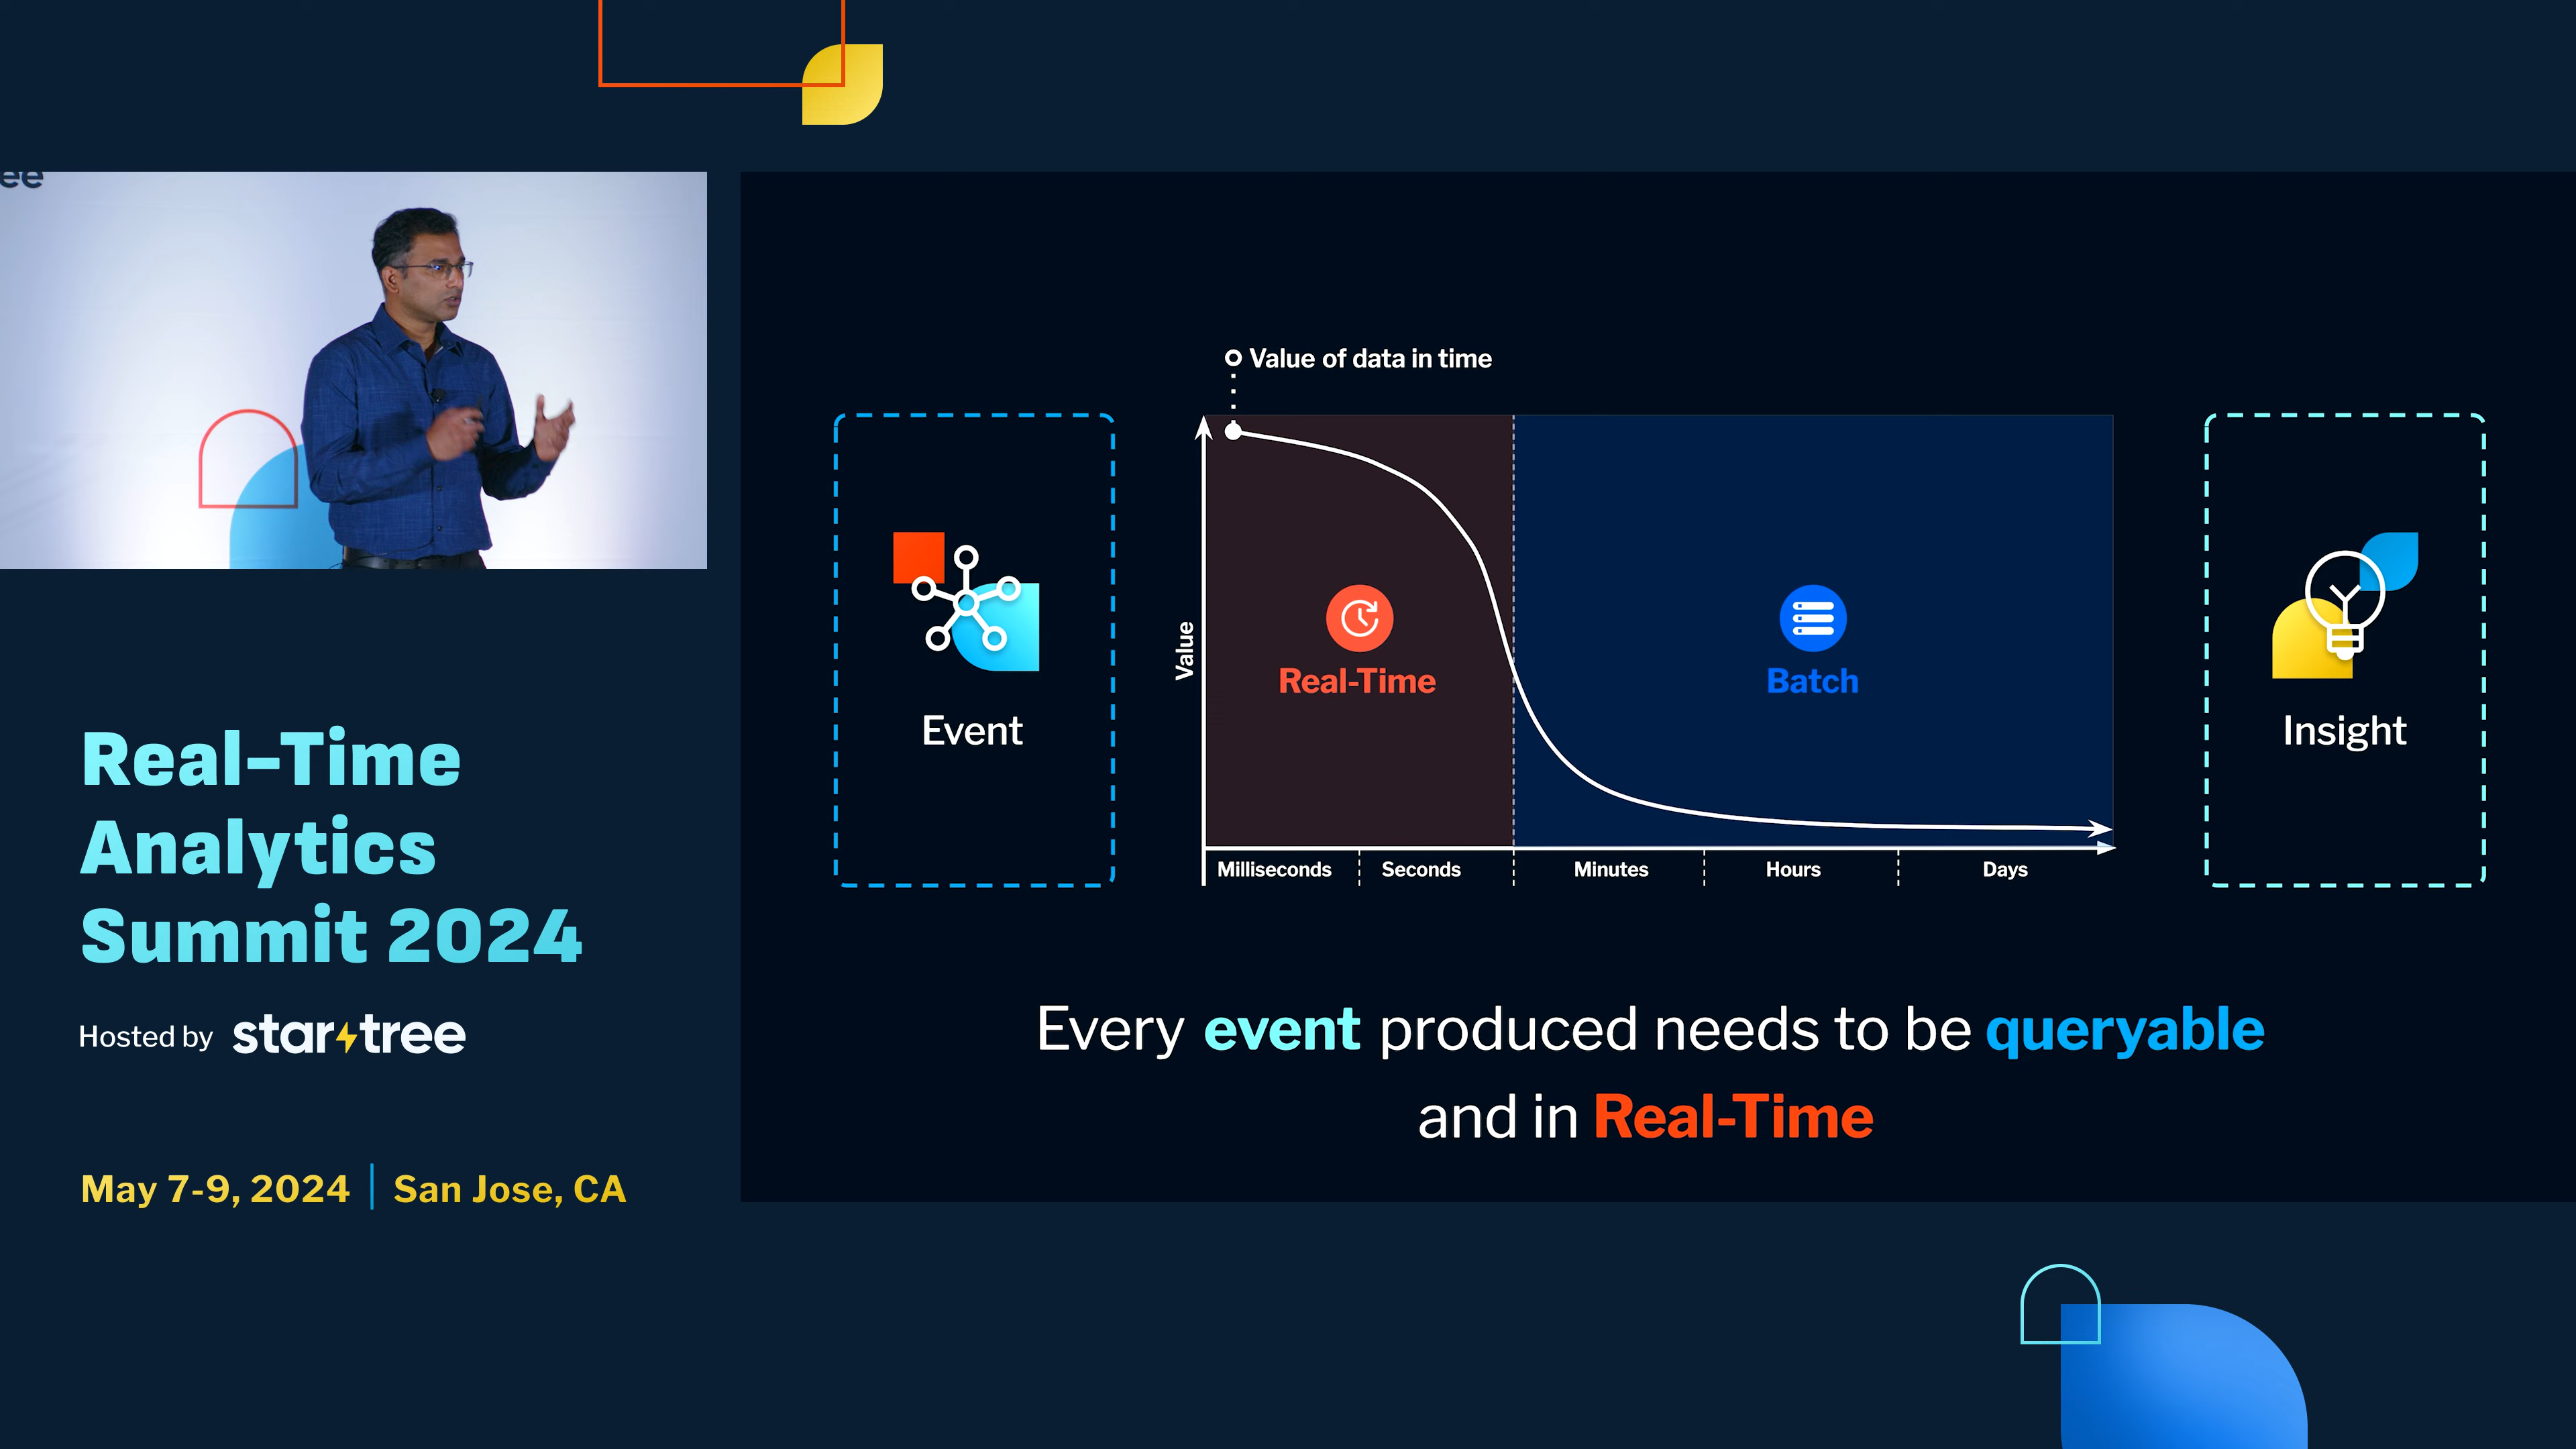 ee
Real-Time
Analytics
Summit 2024
Hosted by star tree
May 7-9, 2024 | San Jose, CA
Value of data in time
Event
Value
Real-Time
Batch
Milliseconds
Seconds
Minutes
Hours
Days
Insight
Every event produced needs to be queryable
and in Real-Time